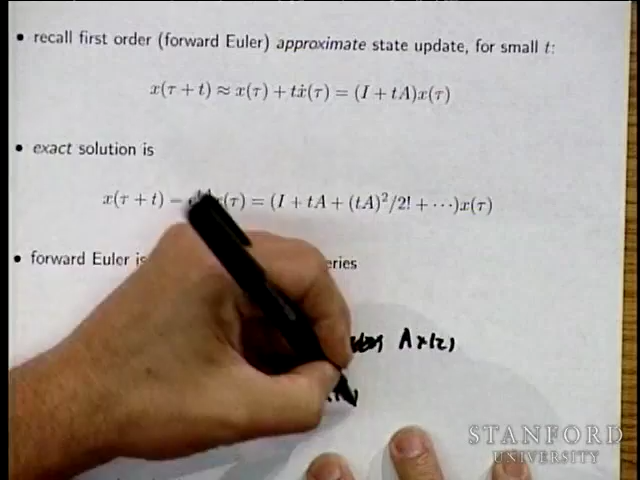 • recall first order (forward Euler) approximate state update, for small t:
x(τ + t) ≈ x(τ) + tẋ(τ) = (I + tA)x(τ)
• exact solution is
x(τ + t) = x(τ) = (I + tA + (tA)²/2! + ···)x(τ)
• forward Euler is
Ax(τ)
STANFORD
UNIVERSITY